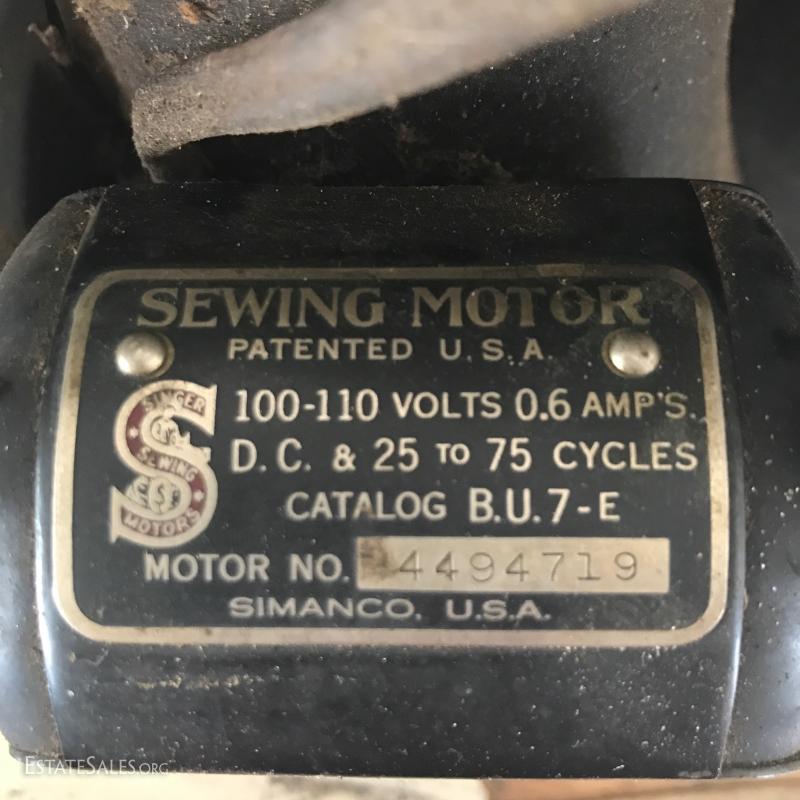 SEWING MOTOR
PATENTED U.S.A.
SINGER
SEWING
MOTORS
100-110 VOLTS 0.6 AMP'S.
D.C. & 25 TO 75 CYCLES
CATALOG B.U.7-E
MOTOR NO. 4494719
SIMANCO. U.S.A.
ESTATESALES.ORG